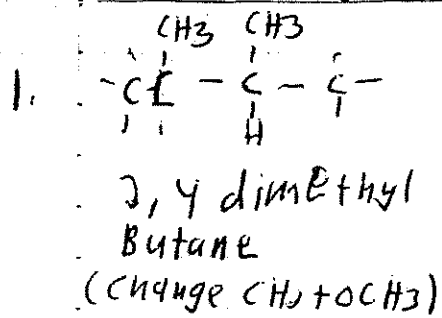 CH3 CH3
1. - C C - C - C -
H
2, 4 dimethyl
Butane
(Change CH3 to CH3)